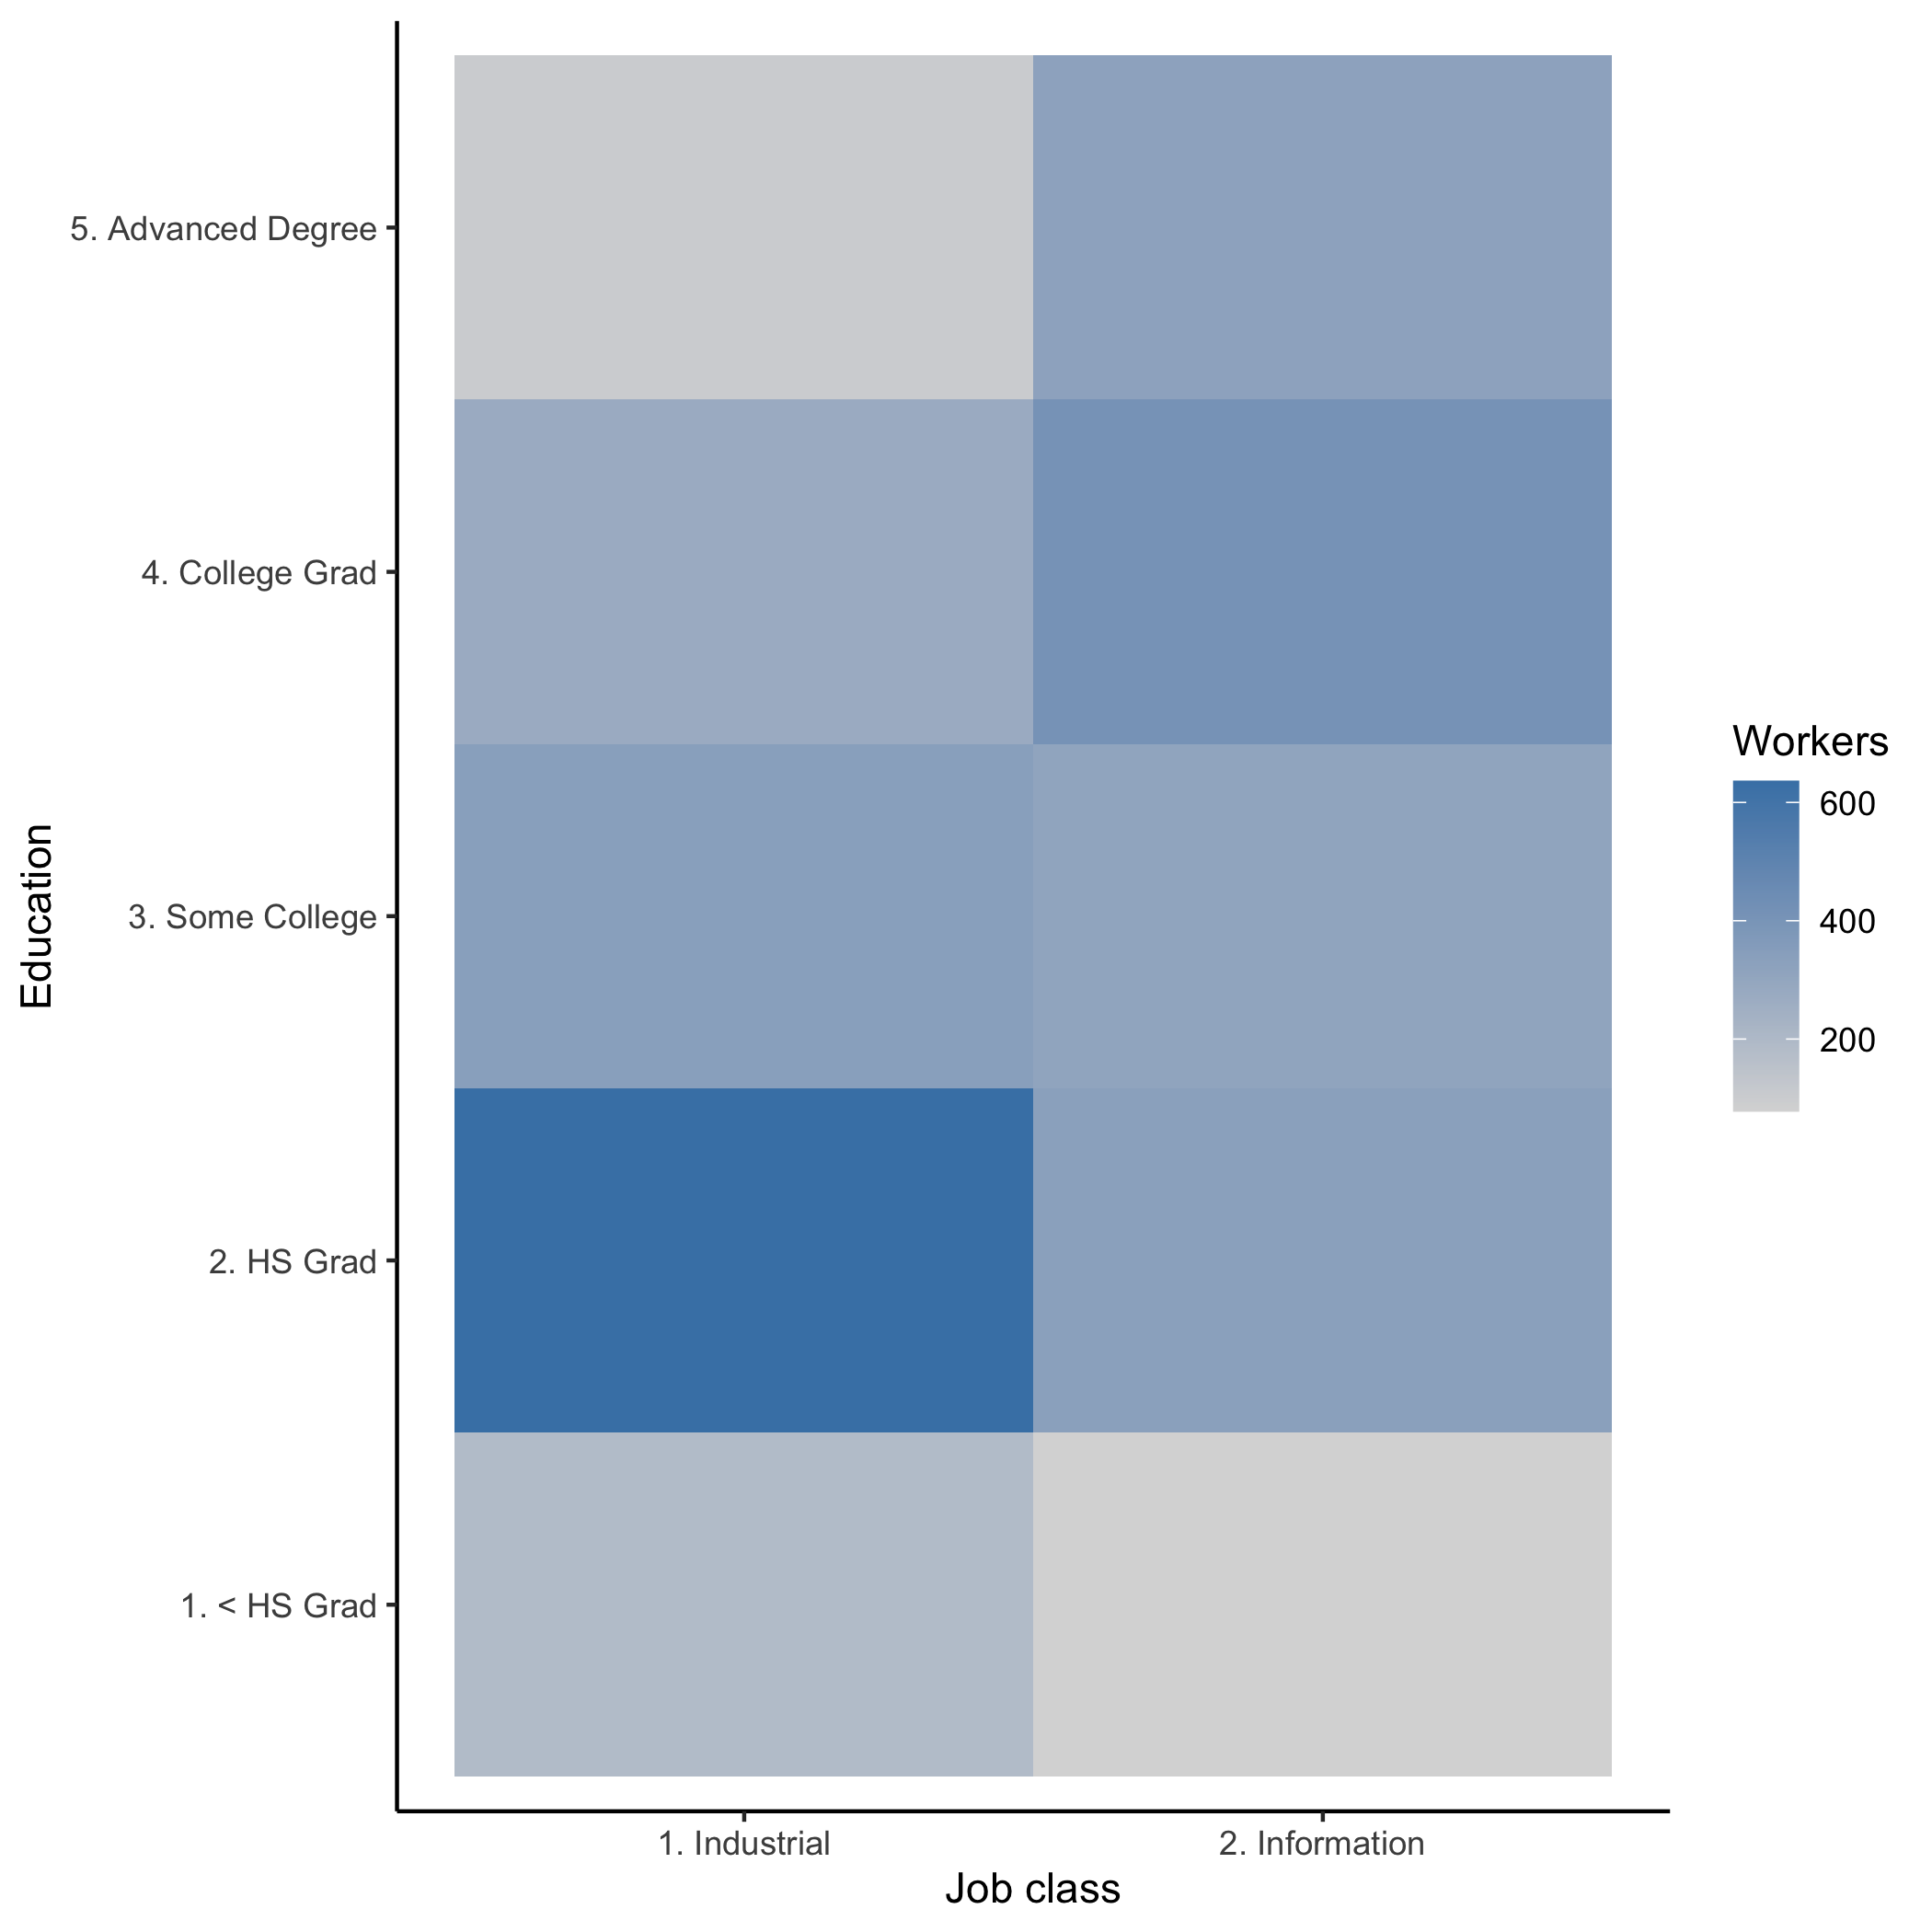 Education
5. Advanced Degree
4. College Grad
3. Some College
2. HS Grad
1. < HS Grad
1. Industrial
2. Information
Job class
Workers
600
400
200